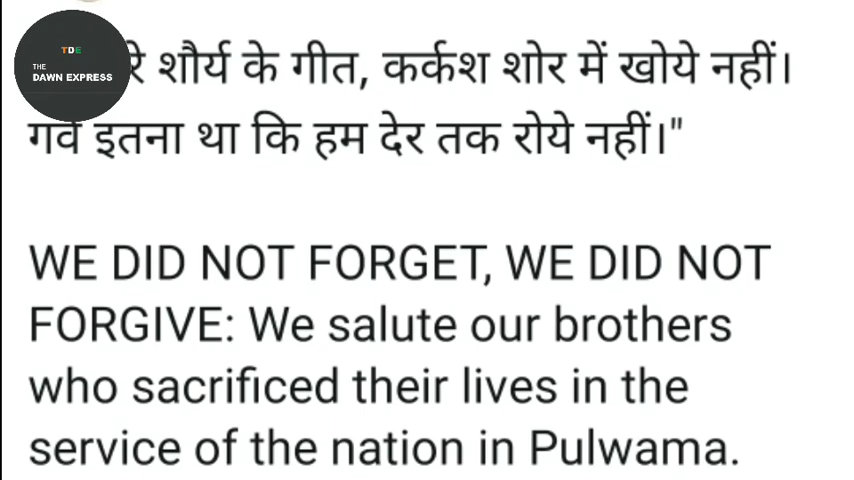 TDE
THE
DAWN EXPRESS
शौर्य के गीत, कर्कश शोर में खोये नहीं।
गर्व इतना था कि हम देर तक रोये नहीं।"
WE DID NOT FORGET, WE DID NOT
FORGIVE: We salute our brothers
who sacrificed their lives in the
service of the nation in Pulwama.